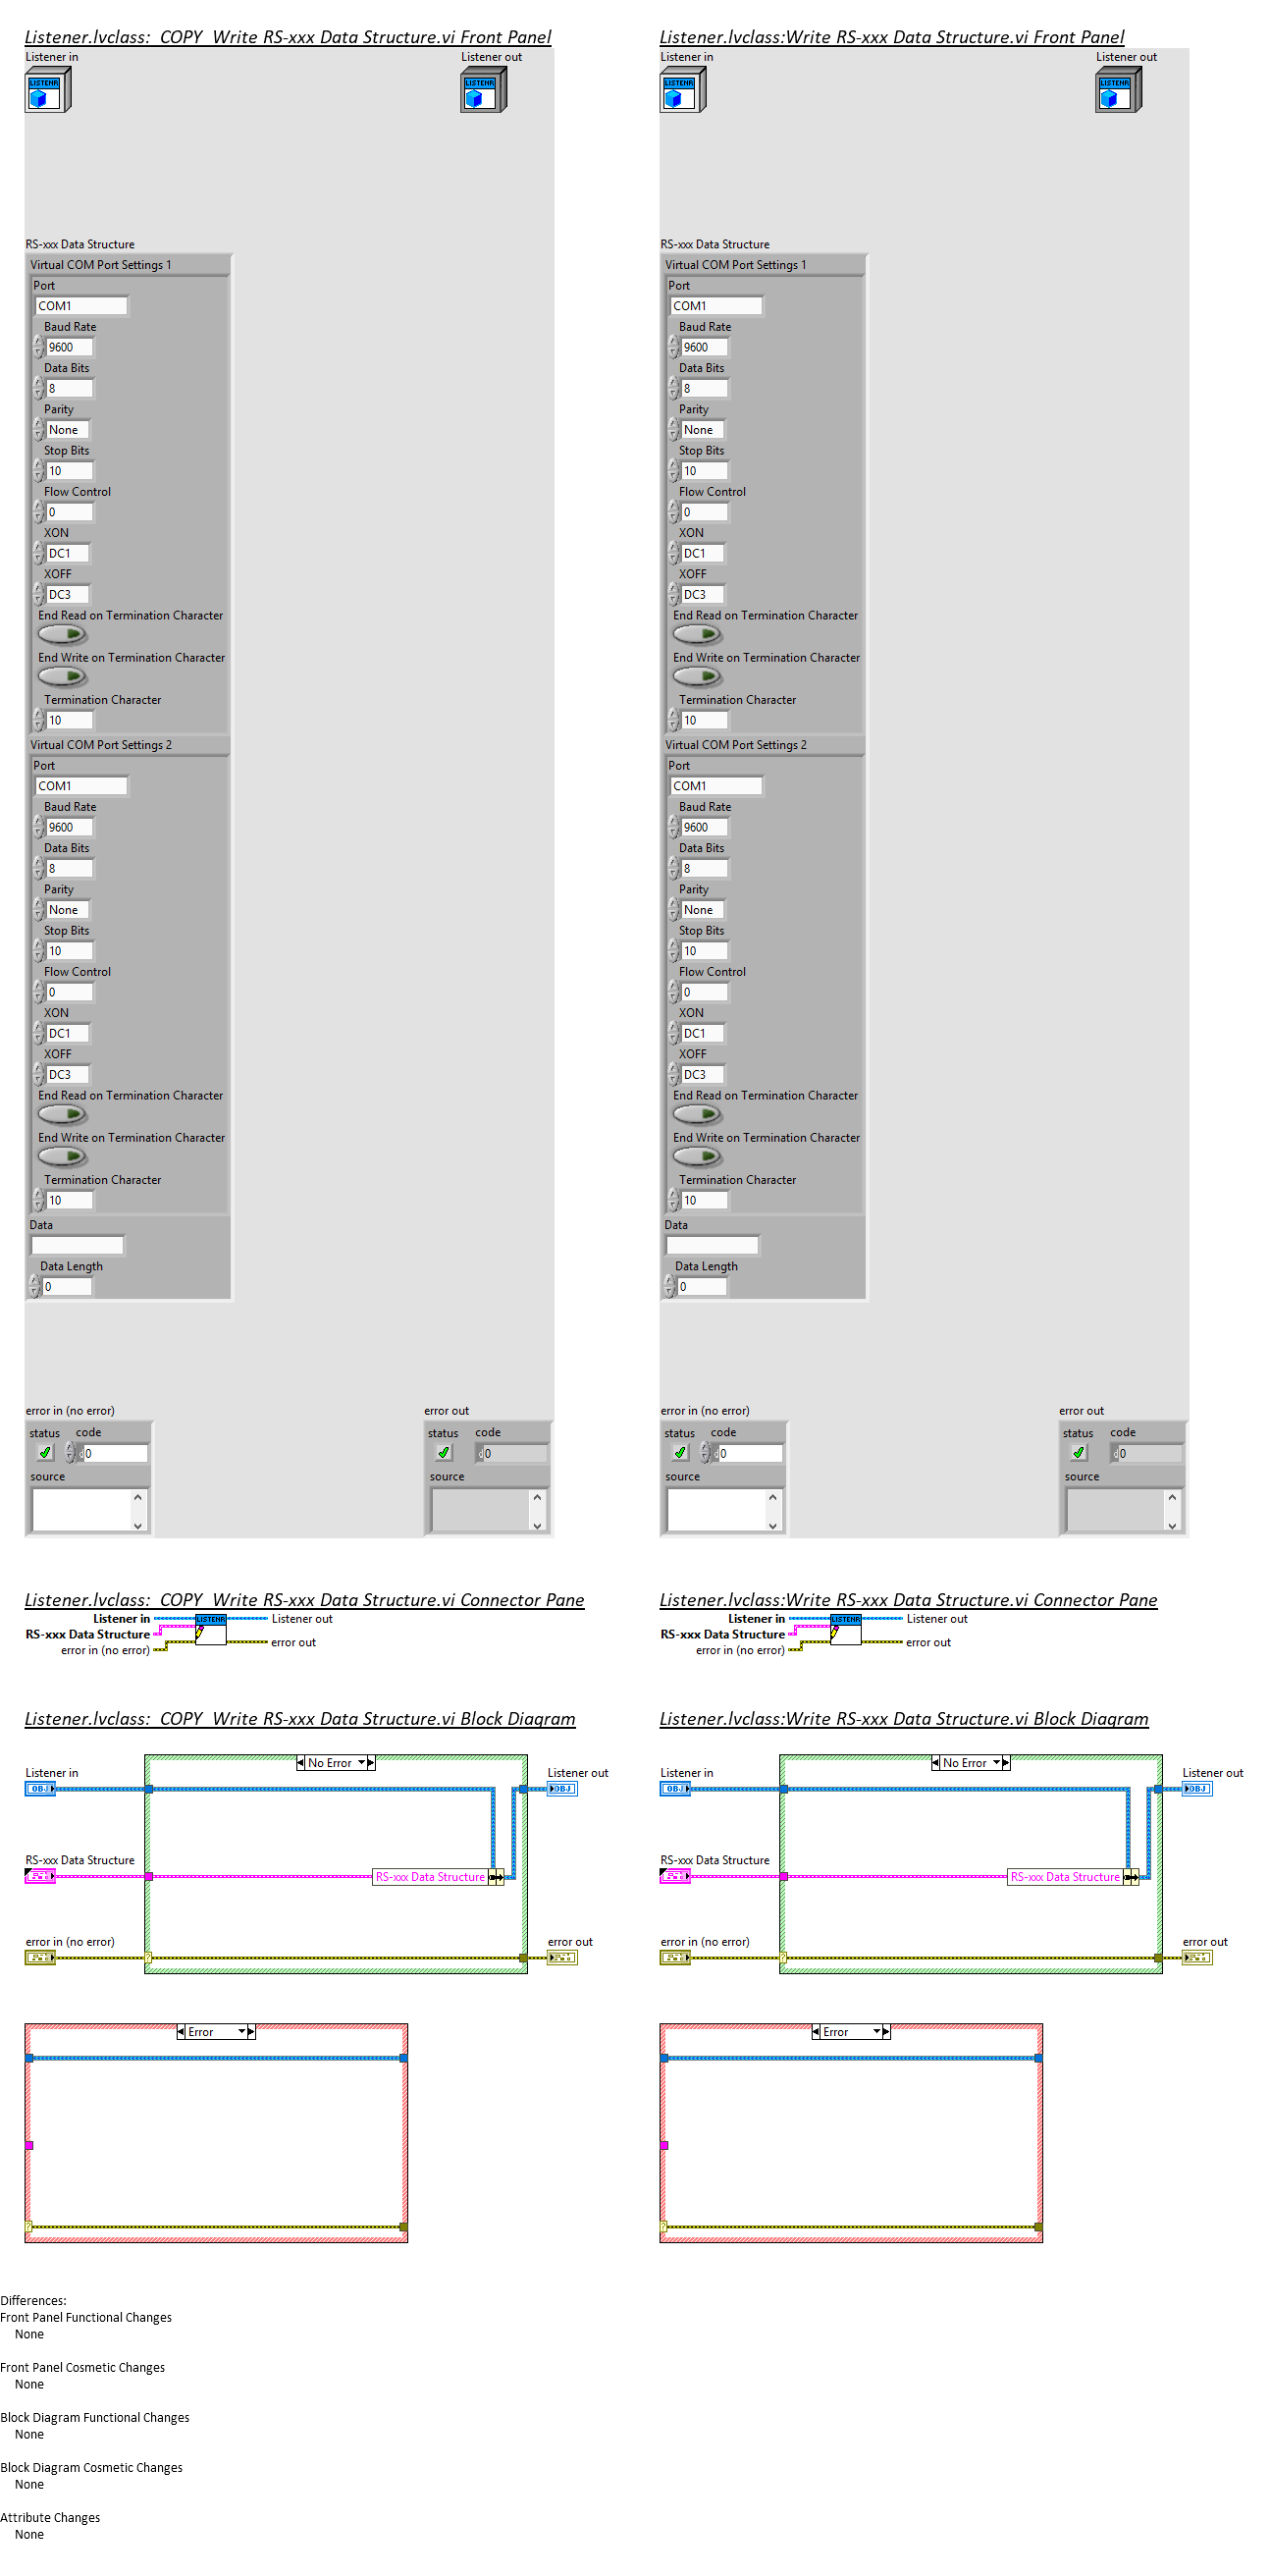 Listener.lvclass:  COPY  Write RS-xxx Data Structure.vi Front Panel
Listener in
Listener out
LISTENR
LISTENR
RS-xxx Data Structure
Virtual COM Port Settings 1
Port
COM1
Baud Rate
9600
Data Bits
8
Parity
None
Stop Bits
10
Flow Control
0
XON
DC1
XOFF
DC3
End Read on Termination Character
End Write on Termination Character
Termination Character
10
Virtual COM Port Settings 2
Port
COM1
Baud Rate
9600
Data Bits
8
Parity
None
Stop Bits
10
Flow Control
0
XON
DC1
XOFF
DC3
End Read on Termination Character
End Write on Termination Character
Termination Character
10
Data
Data Length
0
error in (no error)
status code
0
source
error out
status code
0
source
Listener.lvclass:Write RS-xxx Data Structure.vi Front Panel
Listener in
Listener out
LISTENR
LISTENR
RS-xxx Data Structure
Virtual COM Port Settings 1
Port
COM1
Baud Rate
9600
Data Bits
8
Parity
None
Stop Bits
10
Flow Control
0
XON
DC1
XOFF
DC3
End Read on Termination Character
End Write on Termination Character
Termination Character
10
Virtual COM Port Settings 2
Port
COM1
Baud Rate
9600
Data Bits
8
Parity
None
Stop Bits
10
Flow Control
0
XON
DC1
XOFF
DC3
End Read on Termination Character
End Write on Termination Character
Termination Character
10
Data
Data Length
0
error in (no error)
status code
0
source
error out
status code
0
source
Listener.lvclass:  COPY  Write RS-xxx Data Structure.vi Connector Pane
Listener in
LISTENR
Listener out
RS-xxx Data Structure
error in (no error)
error out
Listener.lvclass:Write RS-xxx Data Structure.vi Connector Pane
Listener in
LISTENR
Listener out
RS-xxx Data Structure
error in (no error)
error out
Listener.lvclass:  COPY  Write RS-xxx Data Structure.vi Block Diagram
No Error
Listener in
OBJ
Listener out
OBJ
RS-xxx Data Structure
RS-xxx Data Structure
error in (no error)
?
error out
Error
?
Listener.lvclass:Write RS-xxx Data Structure.vi Block Diagram
No Error
Listener in
OBJ
Listener out
OBJ
RS-xxx Data Structure
RS-xxx Data Structure
error in (no error)
?
error out
Error
?
Differences:
Front Panel Functional Changes
None
Front Panel Cosmetic Changes
None
Block Diagram Functional Changes
None
Block Diagram Cosmetic Changes
None
Attribute Changes
None